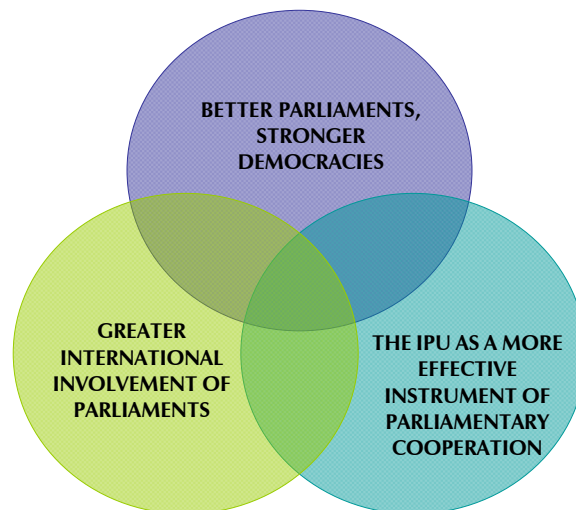 BETTER PARLIAMENTS,
STRONGER
DEMOCRACIES
GREATER
INTERNATIONAL
INVOLVEMENT OF
PARLIAMENTS
THE IPU AS A MORE
EFFECTIVE
INSTRUMENT OF
PARLIAMENTARY
COOPERATION